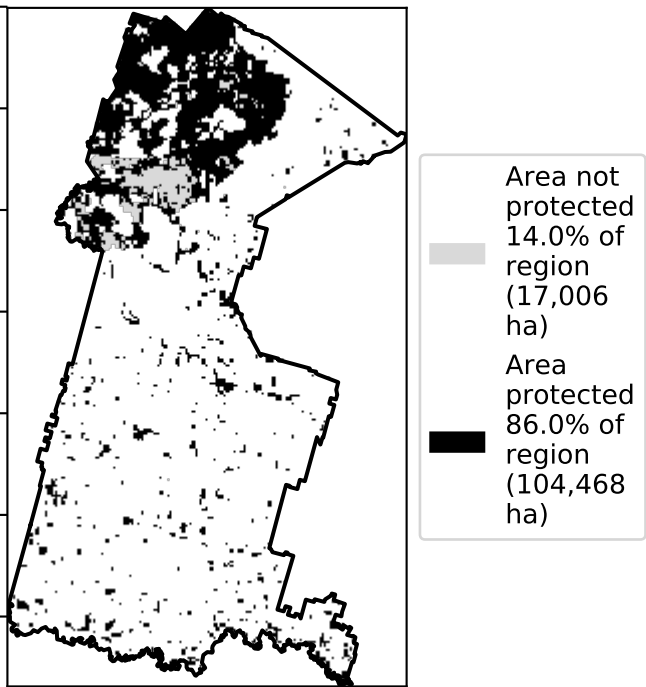 Area not
protected
14.0% of
region
(17,006
ha)
Area
protected
86.0% of
region
(104,468
ha)